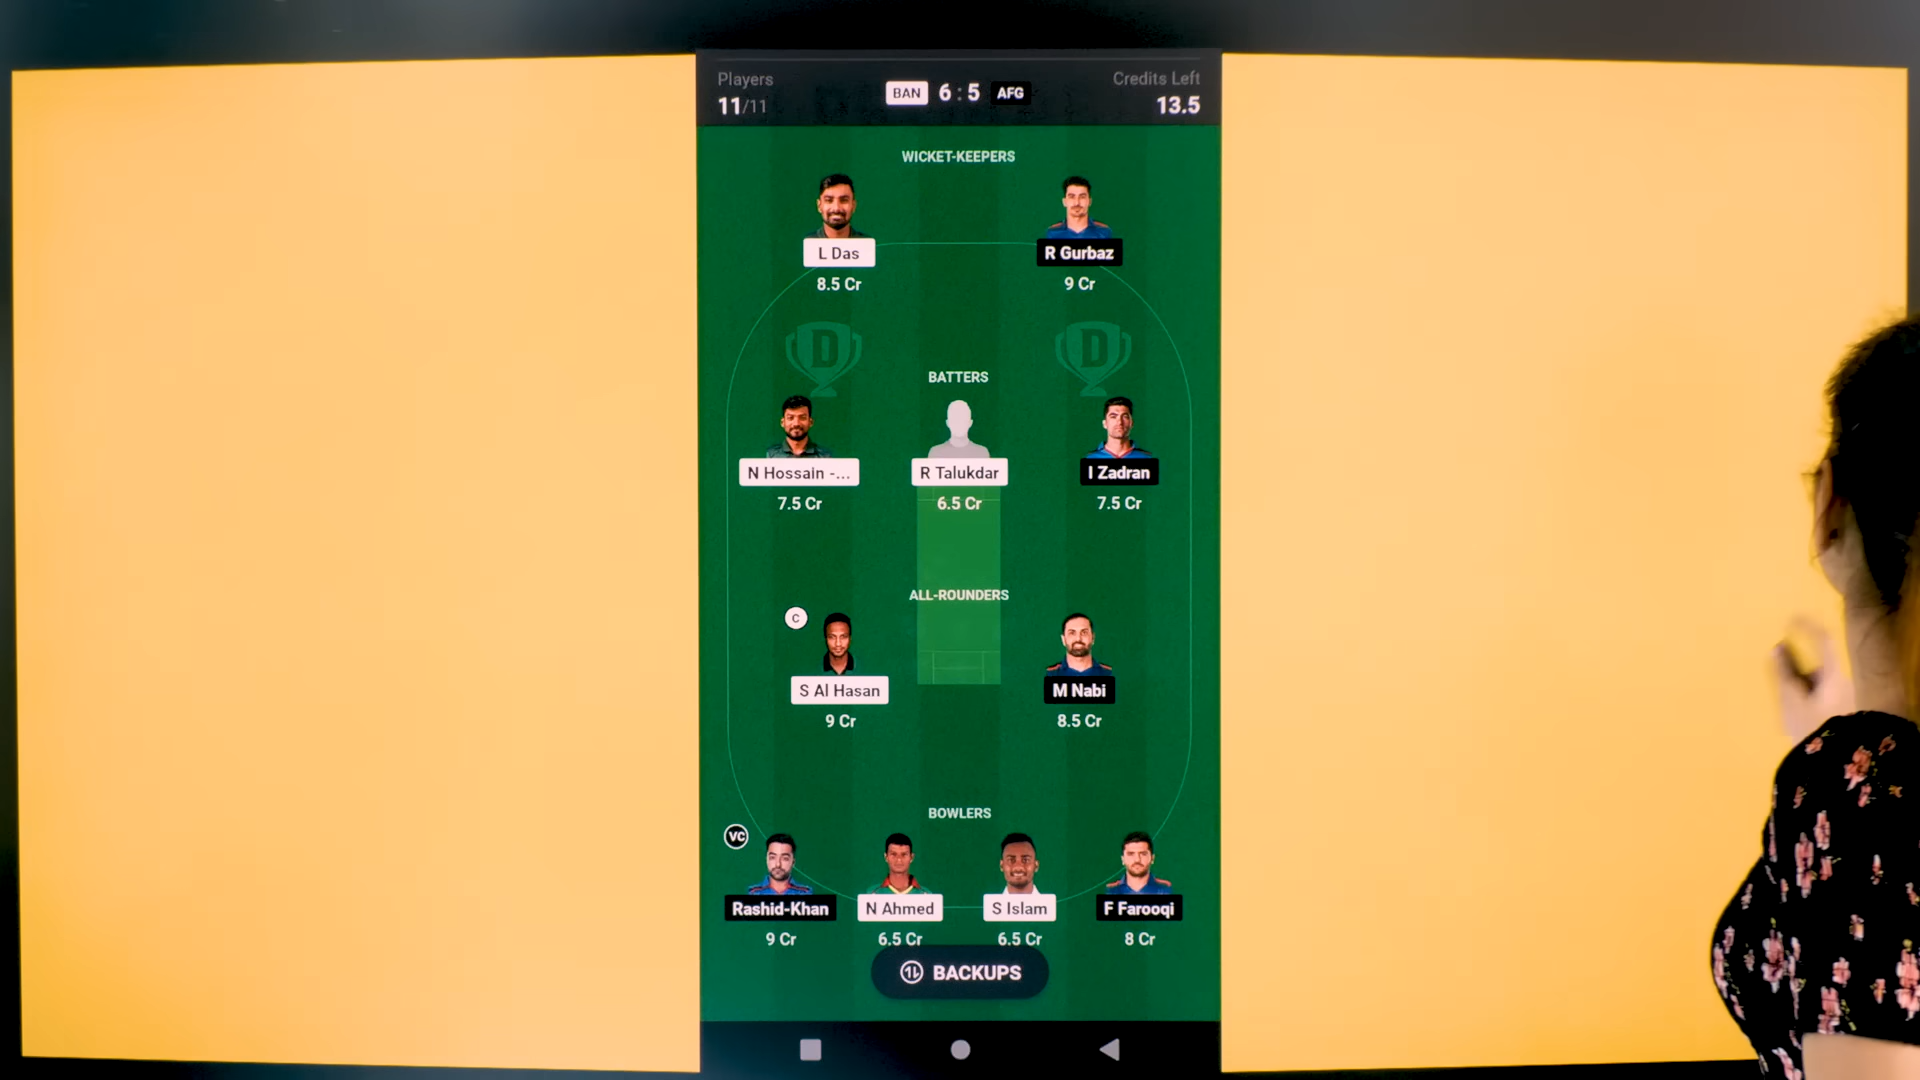 Players
11/11
BAN 6 : 5 AFG
Credits Left
13.5
WICKET-KEEPERS
L Das
8.5 Cr
R Gurbaz
9 Cr
D
D
BATTERS
N Hossain -...
7.5 Cr
R Talukdar
6.5 Cr
I Zadran
7.5 Cr
ALL-ROUNDERS
C
S Al Hasan
9 Cr
M Nabi
8.5 Cr
BOWLERS
VC
Rashid-Khan
9 Cr
N Ahmed
6.5 Cr
S Islam
6.5 Cr
F Farooqi
8 Cr
BACKUPS